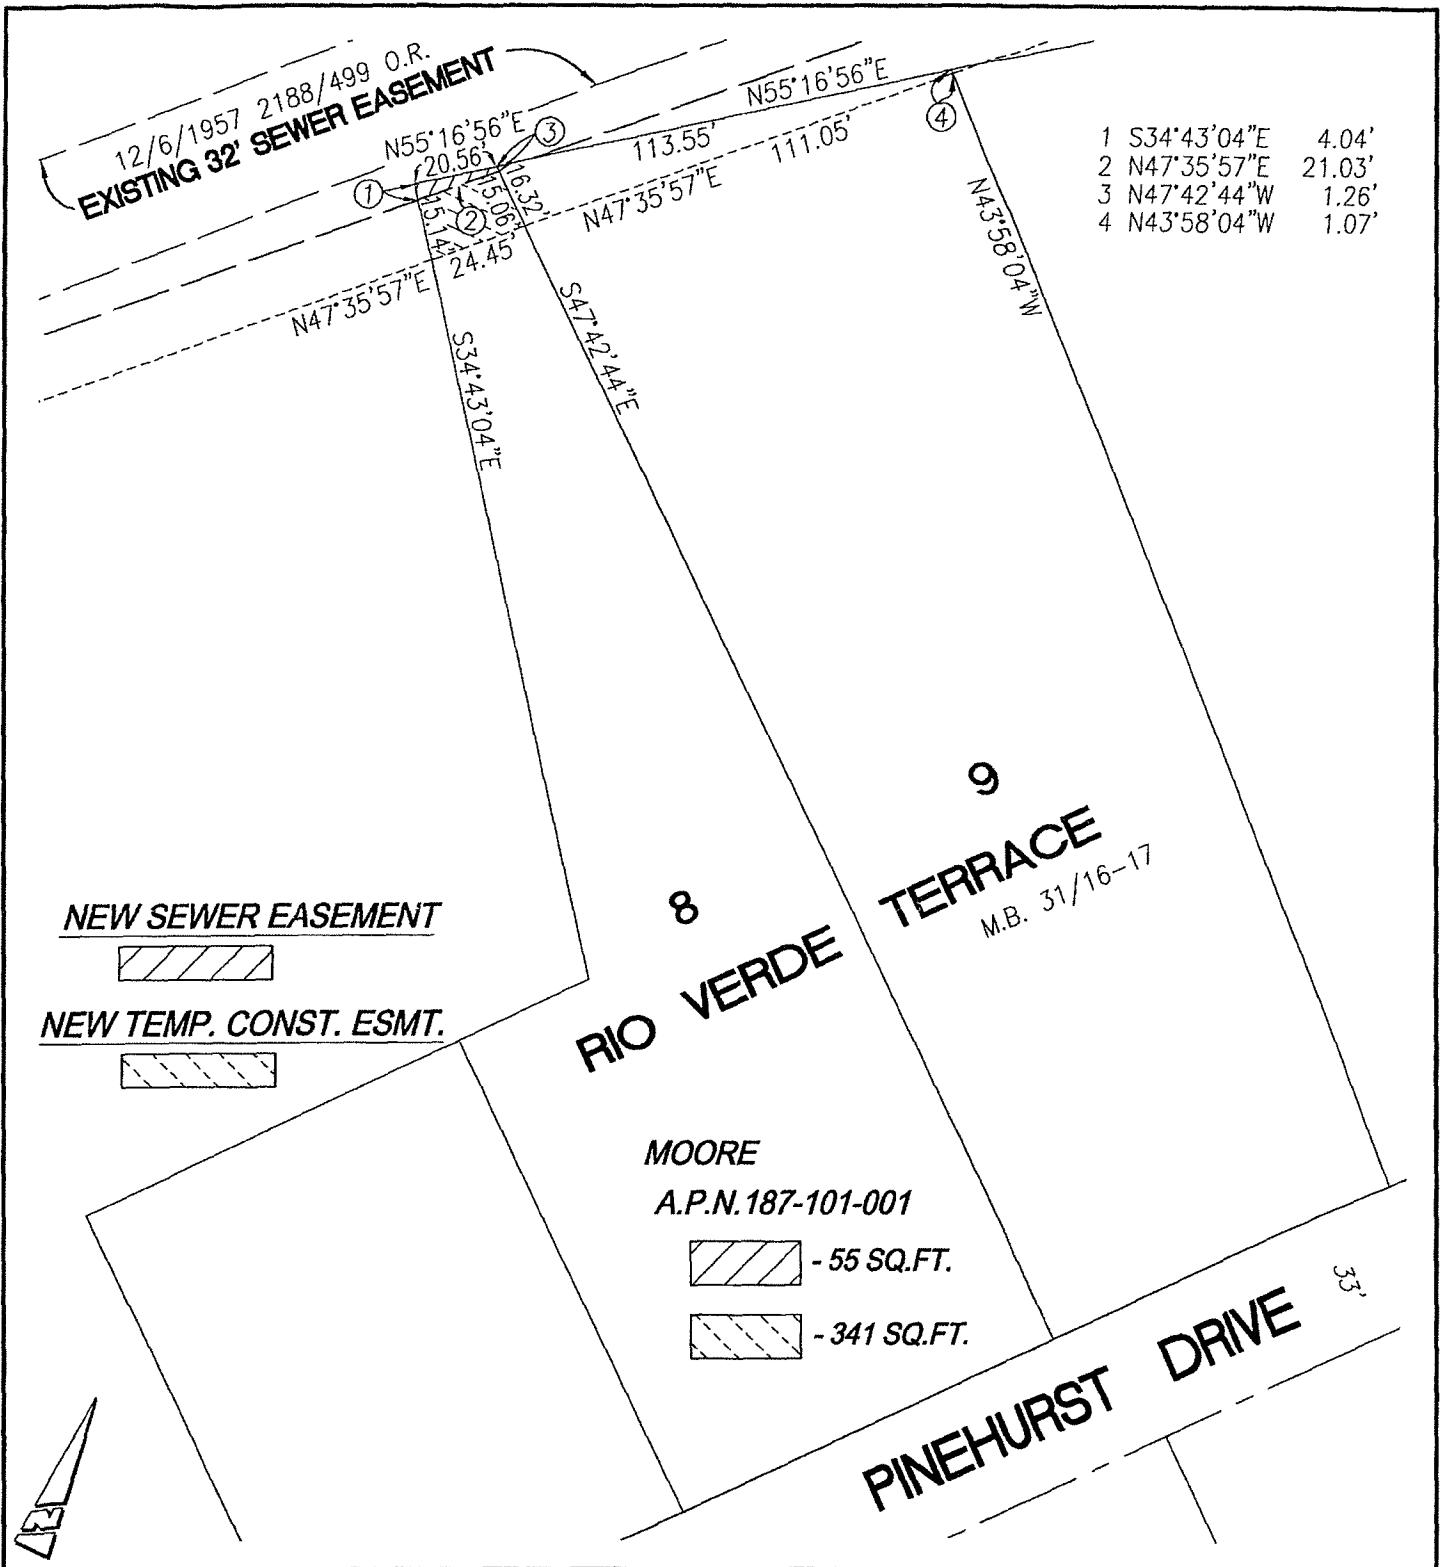 12/6/1957 2188/499 O.R.
EXISTING 32' SEWER EASEMENT
N55°16'56"E
20.56'
N55°16'56"E
113.55'
111.05'
N47°35'57"E
1
2
3
4
15.14'
15.06'
16.32'
24.45'
N47°35'57"E
S34°43'04"E
S47°42'44"E
N43°58'04"W
1 S34°43'04"E 4.04'
2 N47°35'57"E 21.03'
3 N47°42'44"W 1.26'
4 N43°58'04"W 1.07'
8
9
RIO VERDE TERRACE
M.B. 31/16-17
NEW SEWER EASEMENT
NEW TEMP. CONST. ESMT.
MOORE
A.P.N. 187-101-001
- 55 SQ.FT.
- 341 SQ.FT.
PINEHURST DRIVE
33'
N